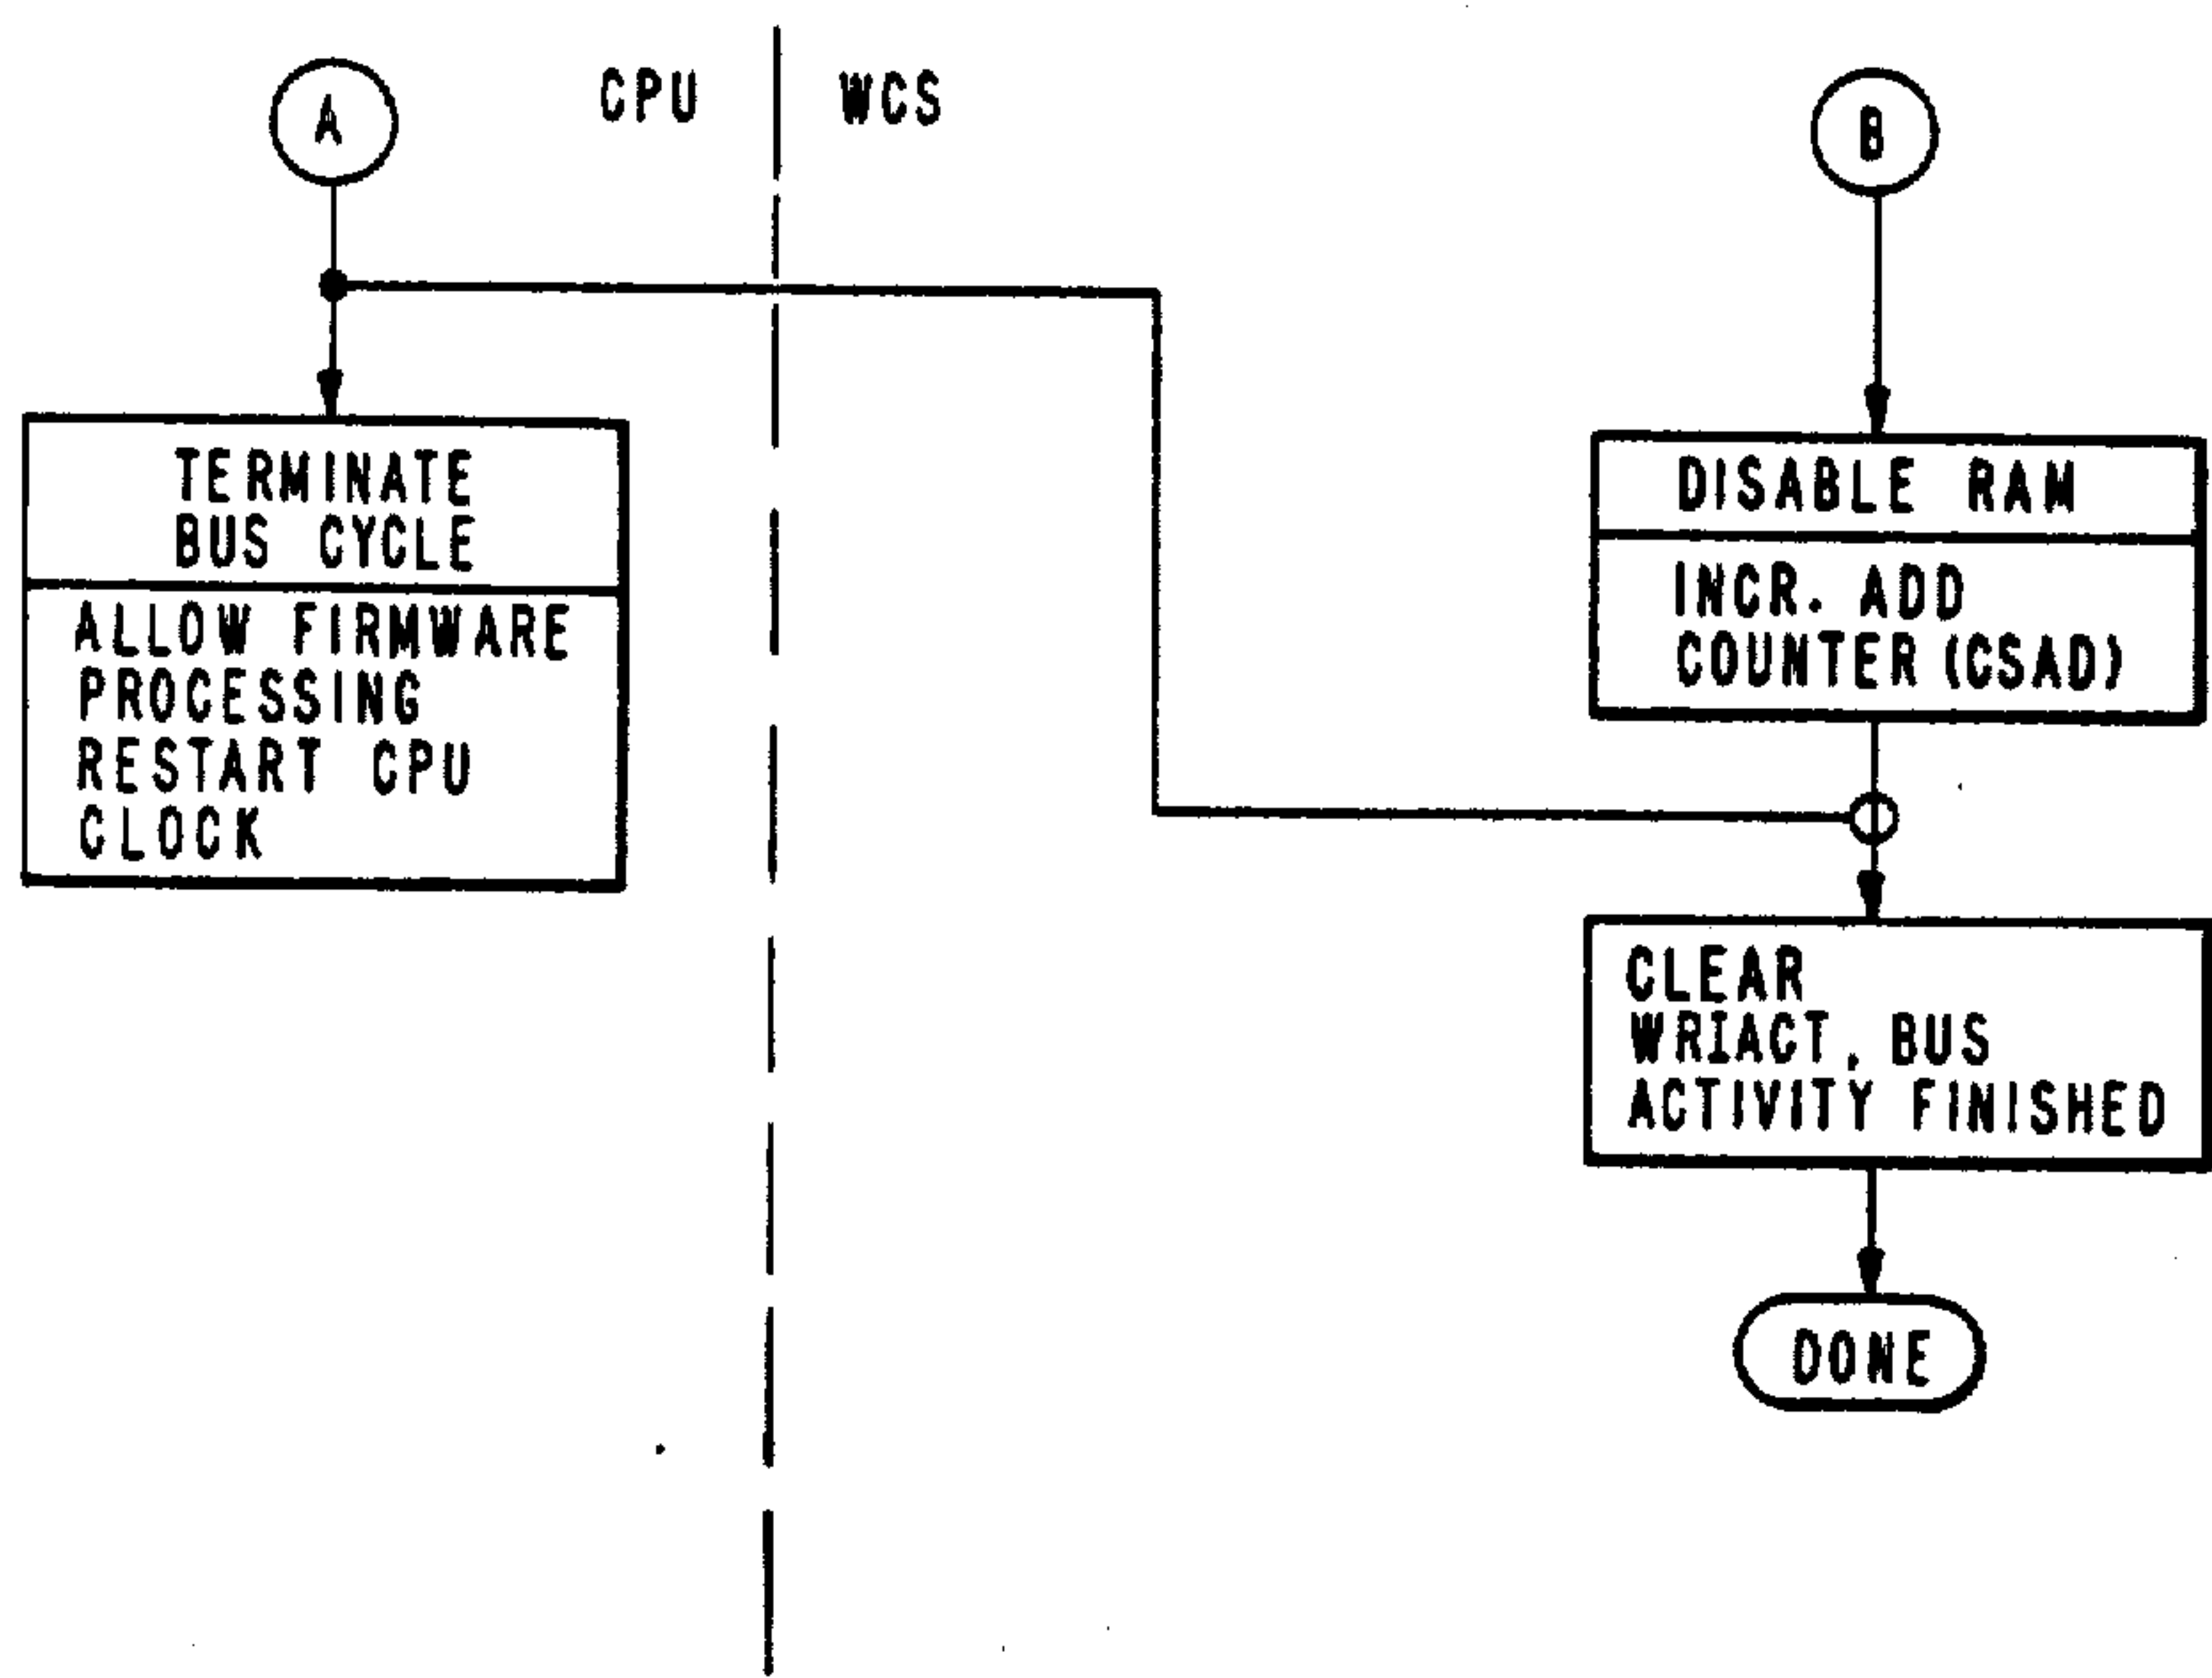 A
CPU
WCS
B
TERMINATE
BUS CYCLE
ALLOW FIRMWARE
PROCESSING
RESTART CPU
CLOCK
DISABLE RAM
INCR. ADD
COUNTER (CSAD)
CLEAR
WRIACT, BUS
ACTIVITY FINISHED
DONE